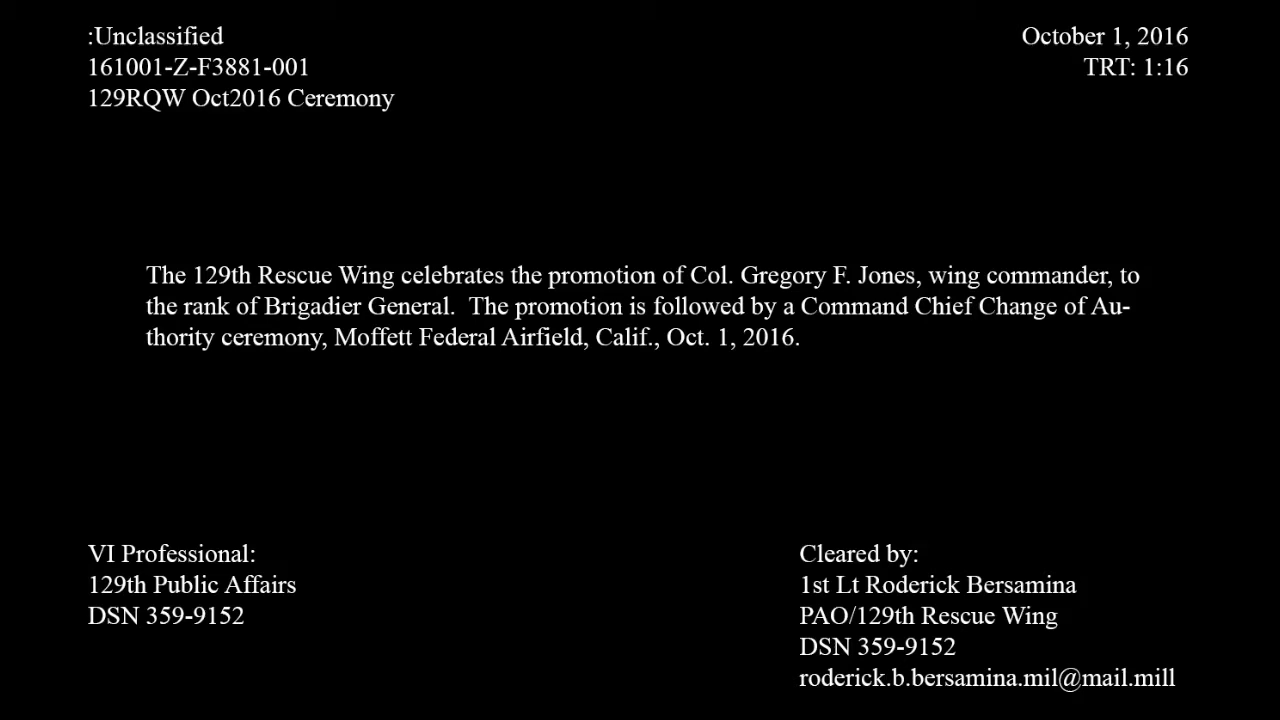 :Unclassified
161001-Z-F3881-001
129RQW Oct2016 Ceremony
October 1, 2016
TRT: 1:16
The 129th Rescue Wing celebrates the promotion of Col. Gregory F. Jones, wing commander, to
the rank of Brigadier General.  The promotion is followed by a Command Chief Change of Au-
thority ceremony, Moffett Federal Airfield, Calif., Oct. 1, 2016.
VI Professional:
129th Public Affairs
DSN 359-9152
Cleared by:
1st Lt Roderick Bersamina
PAO/129th Rescue Wing
DSN 359-9152
roderick.b.bersamina.mil@mail.mill